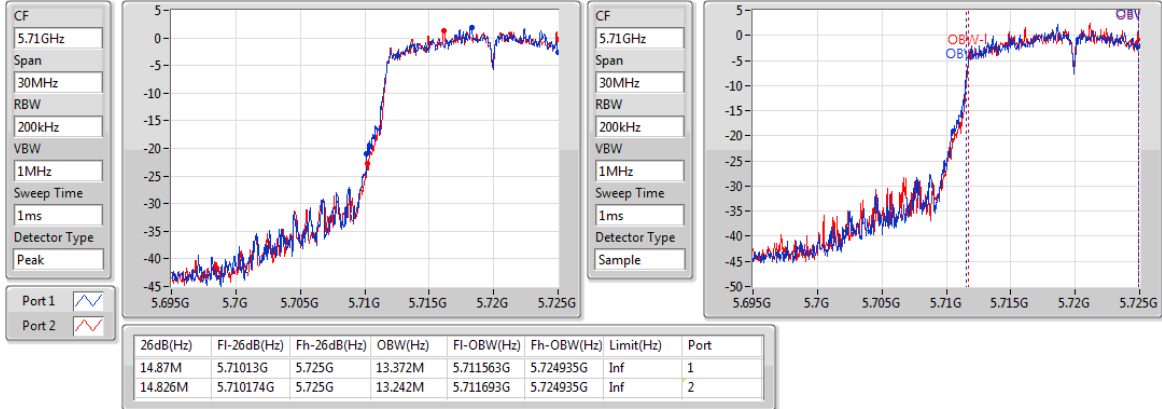 CF
5.71GHz
Span
30MHz
RBW
200kHz
VBW
1MHz
Sweep Time
1ms
Detector Type
Peak
Port 1
Port 2
5
0
-5
-10
-15
-20
-25
-30
-35
-40
-45
5.695G 5.7G 5.705G 5.71G 5.715G 5.72G 5.725G
CF
5.71GHz
Span
30MHz
RBW
200kHz
VBW
1MHz
Sweep Time
1ms
Detector Type
Sample
5
0
-5
-10
-15
-20
-25
-30
-35
-40
-45
-50
OBW-l
OBW
OBV
5.695G 5.7G 5.705G 5.71G 5.715G 5.72G 5.725G
26dB(Hz) Fl-26dB(Hz) Fh-26dB(Hz) OBW(Hz) Fl-OBW(Hz) Fh-OBW(Hz) Limit(Hz) Port
14.87M 5.71013G 5.725G 13.372M 5.711563G 5.724935G Inf 1
14.826M 5.710174G 5.725G 13.242M 5.711693G 5.724935G Inf 2